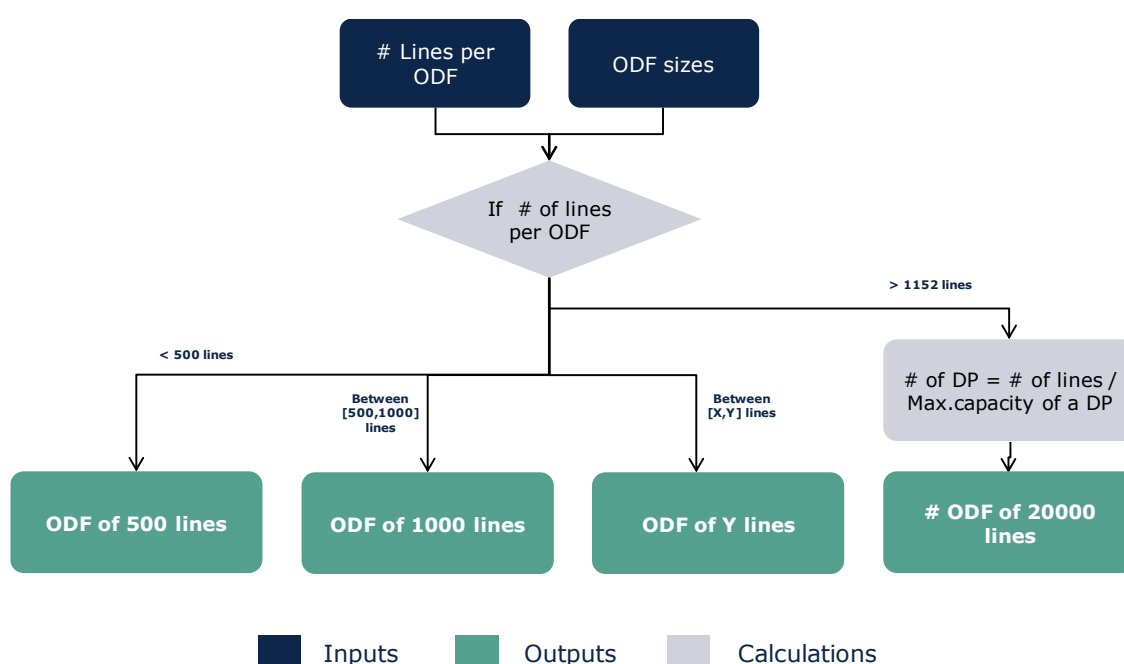 # Lines per
ODF
ODF sizes
If # of lines
per ODF
> 1152 lines
< 500 lines
Between
[500,1000]
lines
Between
[X,Y] lines
# of DP = # of lines /
Max.capacity of a DP
ODF of 500 lines
ODF of 1000 lines
ODF of Y lines
# ODF of 20000
lines
Inputs
Outputs
Calculations